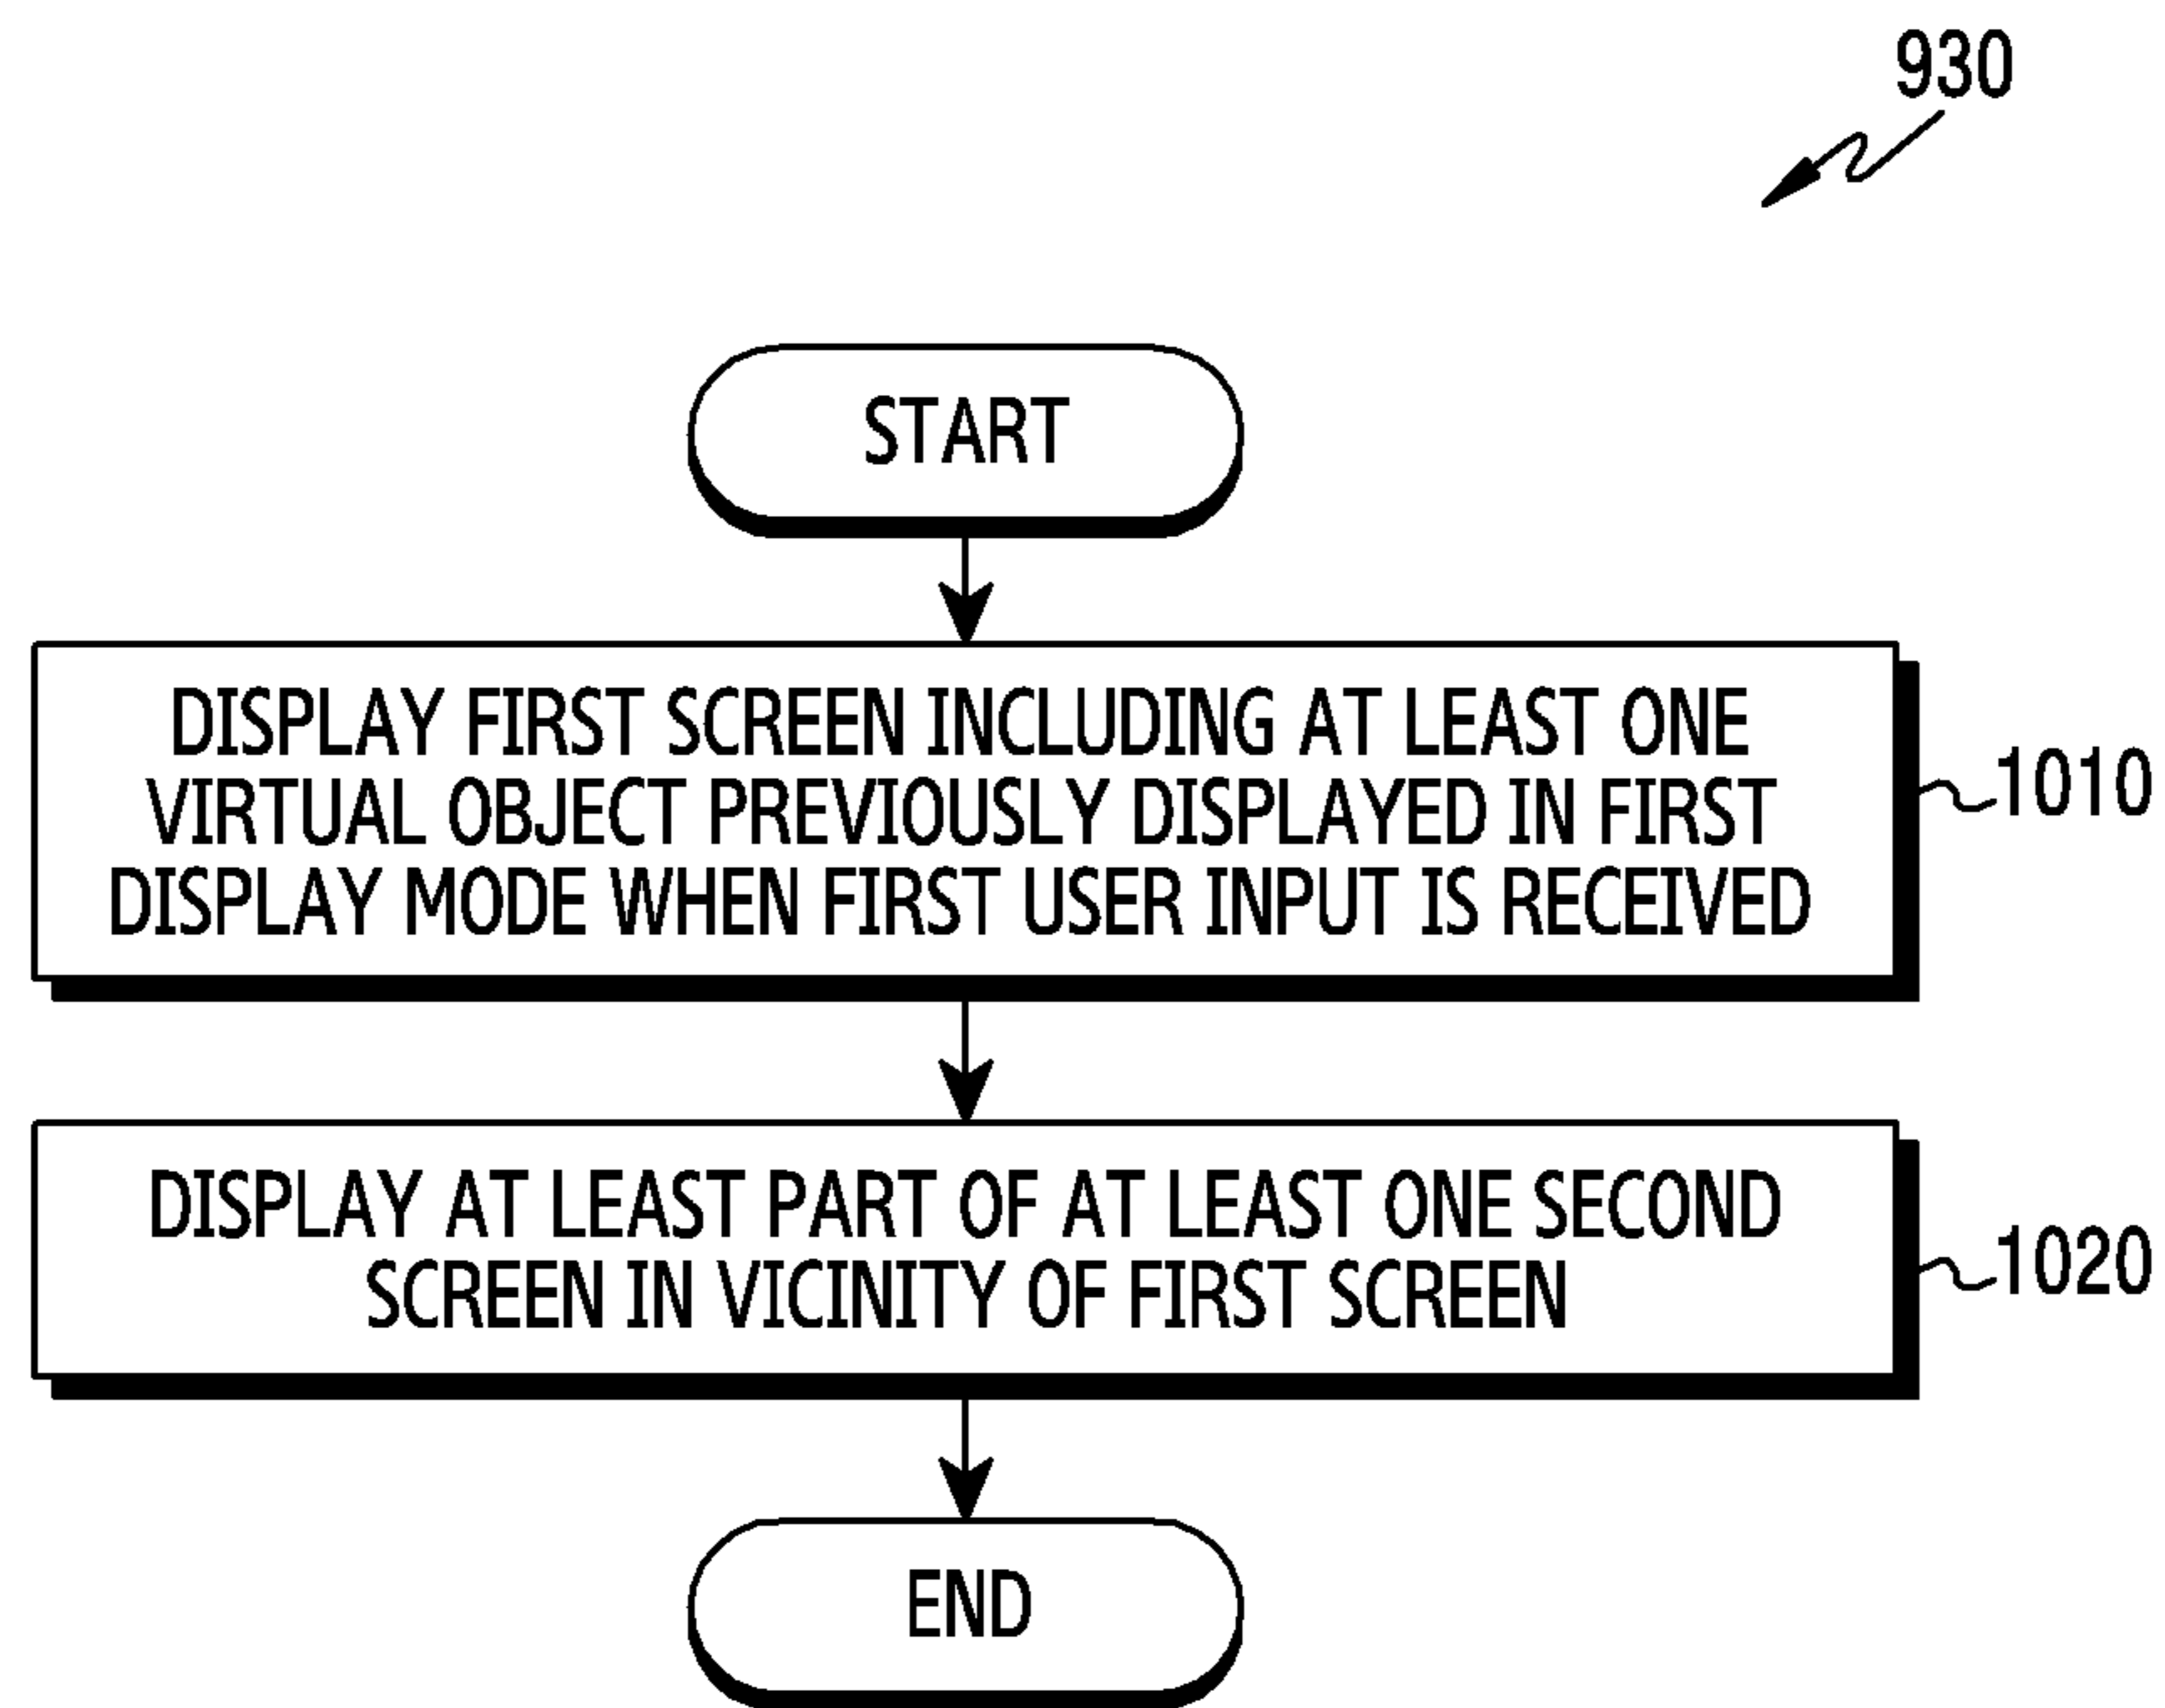 930
START
DISPLAY FIRST SCREEN INCLUDING AT LEAST ONE
VIRTUAL OBJECT PREVIOUSLY DISPLAYED IN FIRST
DISPLAY MODE WHEN FIRST USER INPUT IS RECEIVED
1010
DISPLAY AT LEAST PART OF AT LEAST ONE SECOND
SCREEN IN VICINITY OF FIRST SCREEN
1020
END